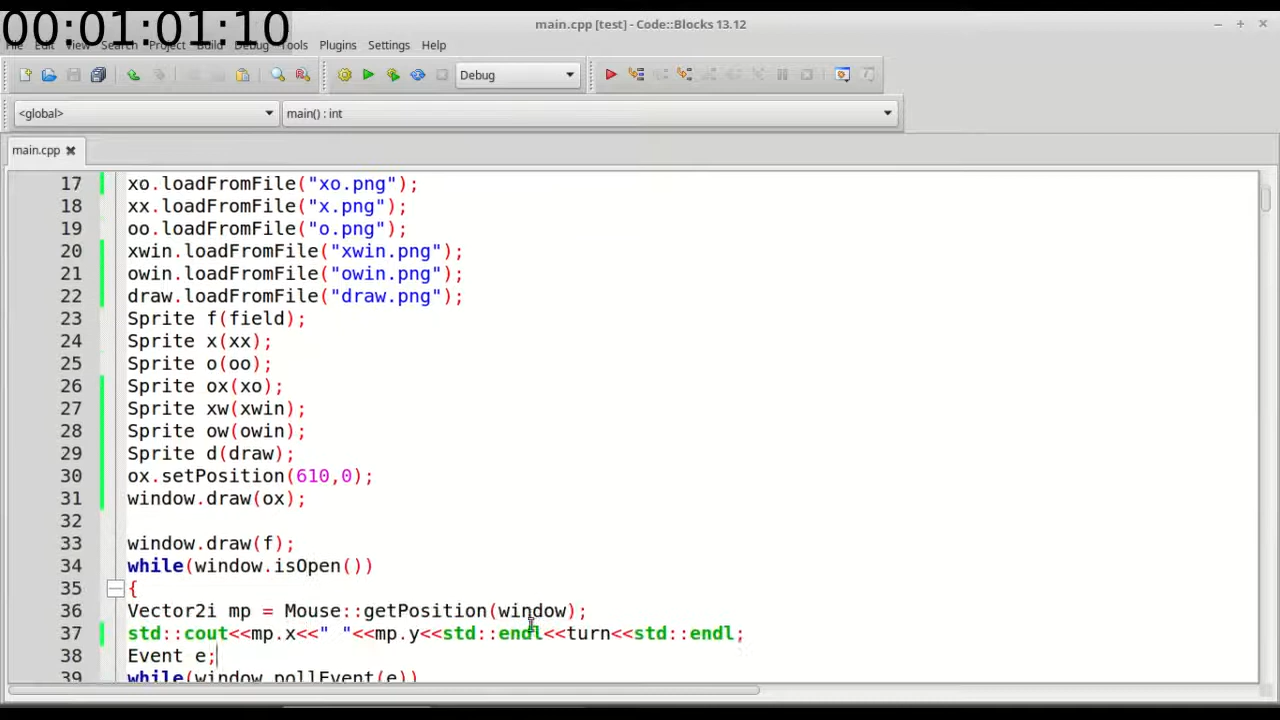 00:01:01:10
main.cpp [test] - Code::Blocks 13.12
File Edit View Search Project Build Debug Tools Plugins Settings Help
Debug
<global> main() : int
main.cpp
17 xo.loadFromFile("xo.png");
18 xx.loadFromFile("x.png");
19 oo.loadFromFile("o.png");
20 xwin.loadFromFile("xwin.png");
21 owin.loadFromFile("owin.png");
22 draw.loadFromFile("draw.png");
23 Sprite f(field);
24 Sprite x(xx);
25 Sprite o(oo);
26 Sprite ox(xo);
27 Sprite xw(xwin);
28 Sprite ow(owin);
29 Sprite d(draw);
30 ox.setPosition(610,0);
31 window.draw(ox);
32
33 window.draw(f);
34 while(window.isOpen())
35 {
36 Vector2i mp = Mouse::getPosition(window);
37 std::cout<<mp.x<<" "<<mp.y<<std::endl<<turn<<std::endl;
38 Event e;
39 while(window.pollEvent(e))